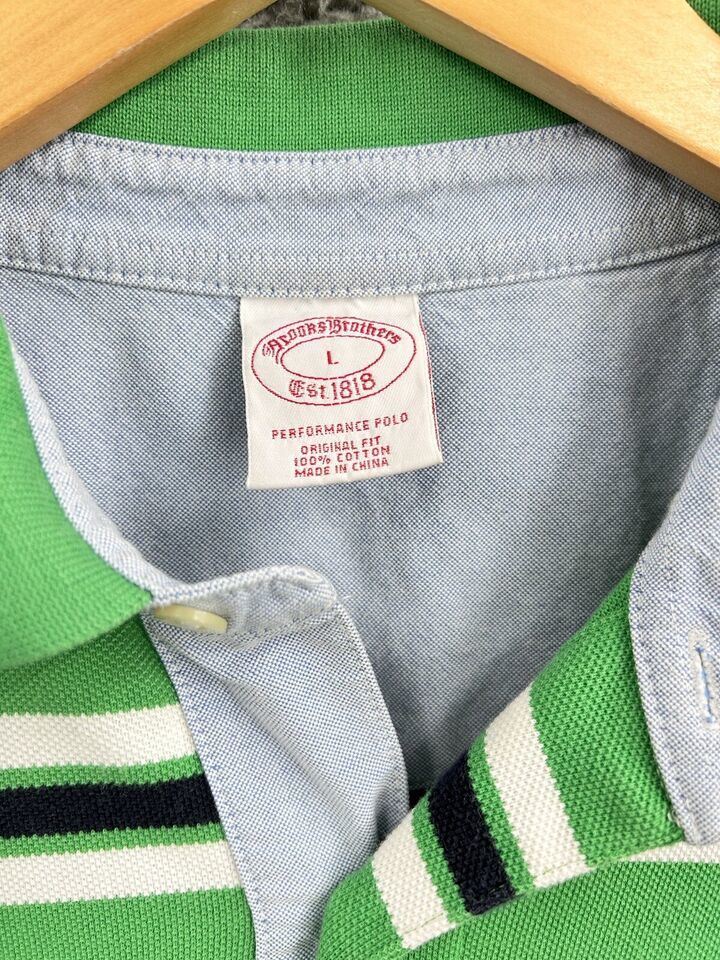 Brooks Brothers
L
Est. 1818
PERFORMANCE POLO
ORIGINAL FIT
100% COTTON
MADE IN CHINA